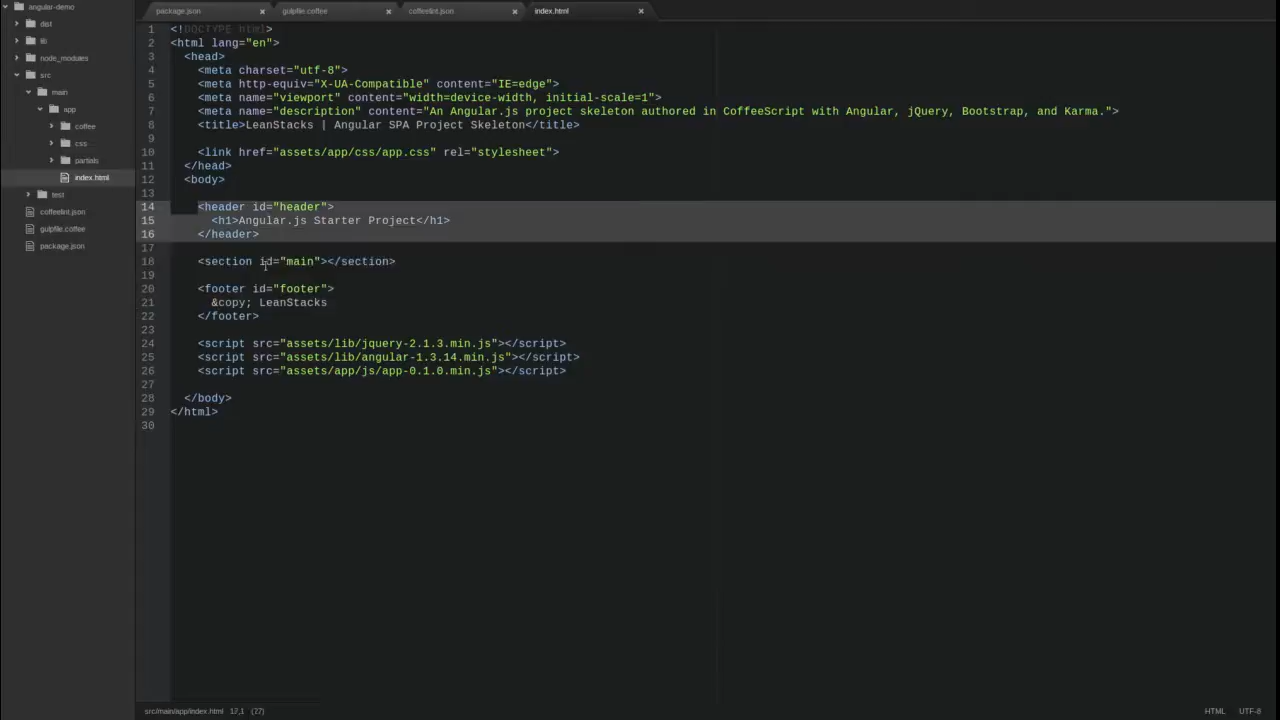 angular-demo
dist
lib
node_modules
src
main
app
coffee
css
partials
index.html
test
coffeelint.json
gulpfile.coffee
package.json
package.json
gulpfile.coffee
coffeelint.json
index.html
1 <!DOCTYPE html>
2 <html lang="en">
3 <head>
4 <meta charset="utf-8">
5 <meta http-equiv="X-UA-Compatible" content="IE=edge">
6 <meta name="viewport" content="width=device-width, initial-scale=1">
7 <meta name="description" content="An Angular.js project skeleton authored in CoffeeScript with Angular, jQuery, Bootstrap, and Karma.">
8 <title>LeanStacks | Angular SPA Project Skeleton</title>
9
10 <link href="assets/app/css/app.css" rel="stylesheet">
11 </head>
12 <body>
13
14 <header id="header">
15 <h1>Angular.js Starter Project</h1>
16 </header>
17
18 <section id="main"></section>
19
20 <footer id="footer">
21 &copy; LeanStacks
22 </footer>
23
24 <script src="assets/lib/jquery-2.1.3.min.js"></script>
25 <script src="assets/lib/angular-1.3.14.min.js"></script>
26 <script src="assets/app/js/app-0.1.0.min.js"></script>
27
28 </body>
29 </html>
30
src/main/app/index.html 17,1 (77)
HTML UTF-8